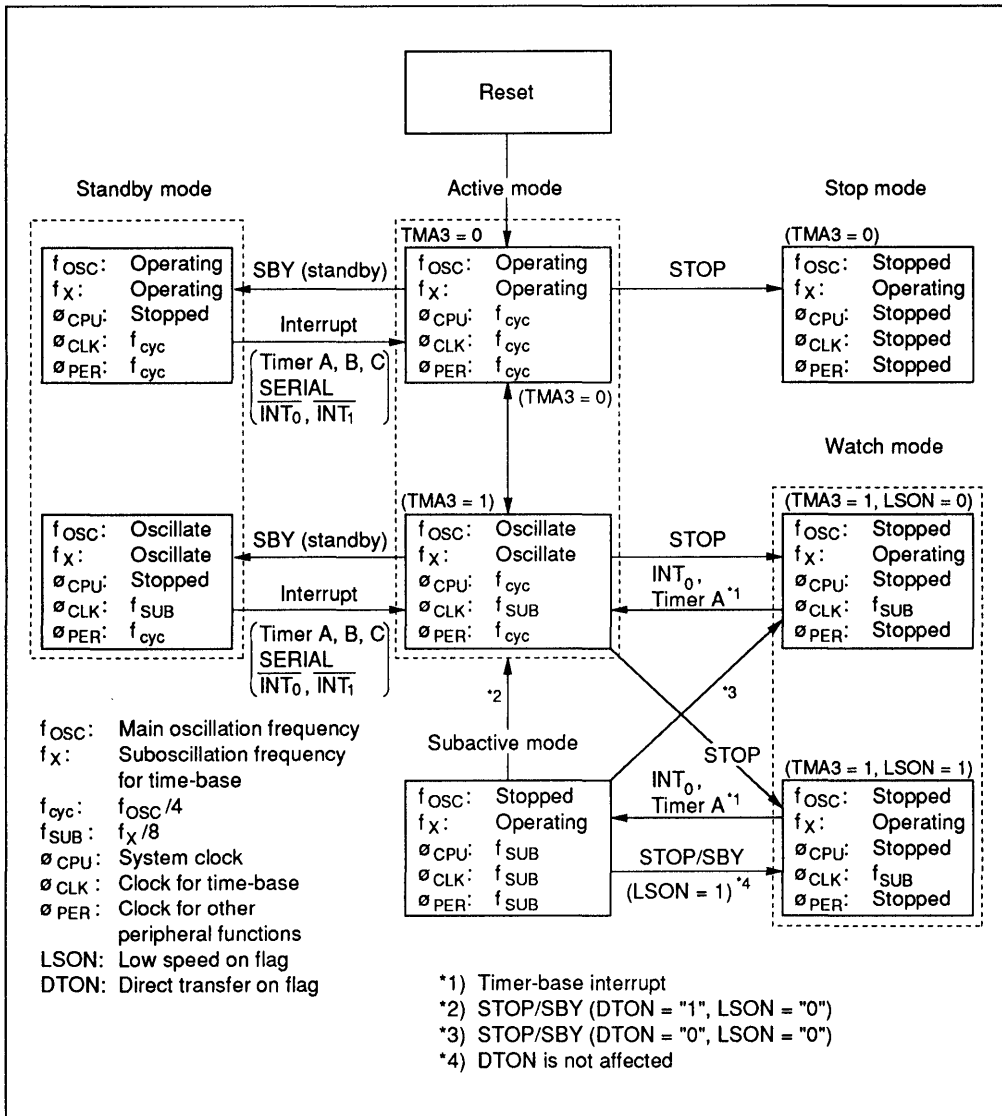 Reset
Standby mode
Active mode
Stop mode
TMA3 = 0
(TMA3 = 0)
fOSC: Operating
fX: Operating
øCPU: Stopped
øCLK: fcyc
øPER: fcyc
SBY (standby)
Interrupt
Timer A, B, C
SERIAL
INT0, INT1
fOSC: Operating
fX: Operating
øCPU: fcyc
øCLK: fcyc
øPER: fcyc
STOP
fOSC: Stopped
fX: Operating
øCPU: Stopped
øCLK: Stopped
øPER: Stopped
(TMA3 = 0)
Watch mode
(TMA3 = 1)
(TMA3 = 1, LSON = 0)
fOSC: Oscillate
fX: Oscillate
øCPU: Stopped
øCLK: fSUB
øPER: fcyc
SBY (standby)
Interrupt
Timer A, B, C
SERIAL
INT0, INT1
fOSC: Oscillate
fX: Oscillate
øCPU: fcyc
øCLK: fSUB
øPER: fcyc
STOP
INT0,
Timer A*1
fOSC: Stopped
fX: Operating
øCPU: Stopped
øCLK: fSUB
øPER: Stopped
*2
*3
Subactive mode
STOP
(TMA3 = 1, LSON = 1)
fOSC: Stopped
fX: Operating
øCPU: fSUB
øCLK: fSUB
øPER: fSUB
INT0,
Timer A*1
STOP/SBY
(LSON = 1)*4
fOSC: Stopped
fX: Operating
øCPU: Stopped
øCLK: fSUB
øPER: Stopped
fOSC: Main oscillation frequency
fX: Suboscillation frequency
for time-base
fcyc: fOSC/4
fSUB: fX/8
øCPU: System clock
øCLK: Clock for time-base
øPER: Clock for other
peripheral functions
LSON: Low speed on flag
DTON: Direct transfer on flag
*1) Timer-base interrupt
*2) STOP/SBY (DTON = "1", LSON = "0")
*3) STOP/SBY (DTON = "0", LSON = "0")
*4) DTON is not affected